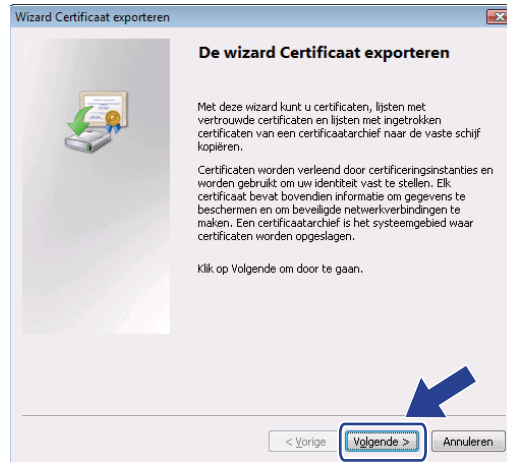 Wizard Certificaat exporteren
De wizard Certificaat exporteren
Met deze wizard kunt u certificaten, lijsten met
vertrouwde certificaten en lijsten met ingetrokken
certificaten van een certificaatarchief naar de vaste schijf
kopiëren.
Certificaten worden verleend door certificeringsinstanties en
worden gebruikt om uw identiteit vast te stellen. Elk
certificaat bevat bovendien informatie om gegevens te
beschermen en om beveiligde netwerkverbindingen te
maken. Een certificaatarchief is het systeemgebied waar
certificaten worden opgeslagen.
Klik op Volgende om door te gaan.
< Vorige Volgende > Annuleren